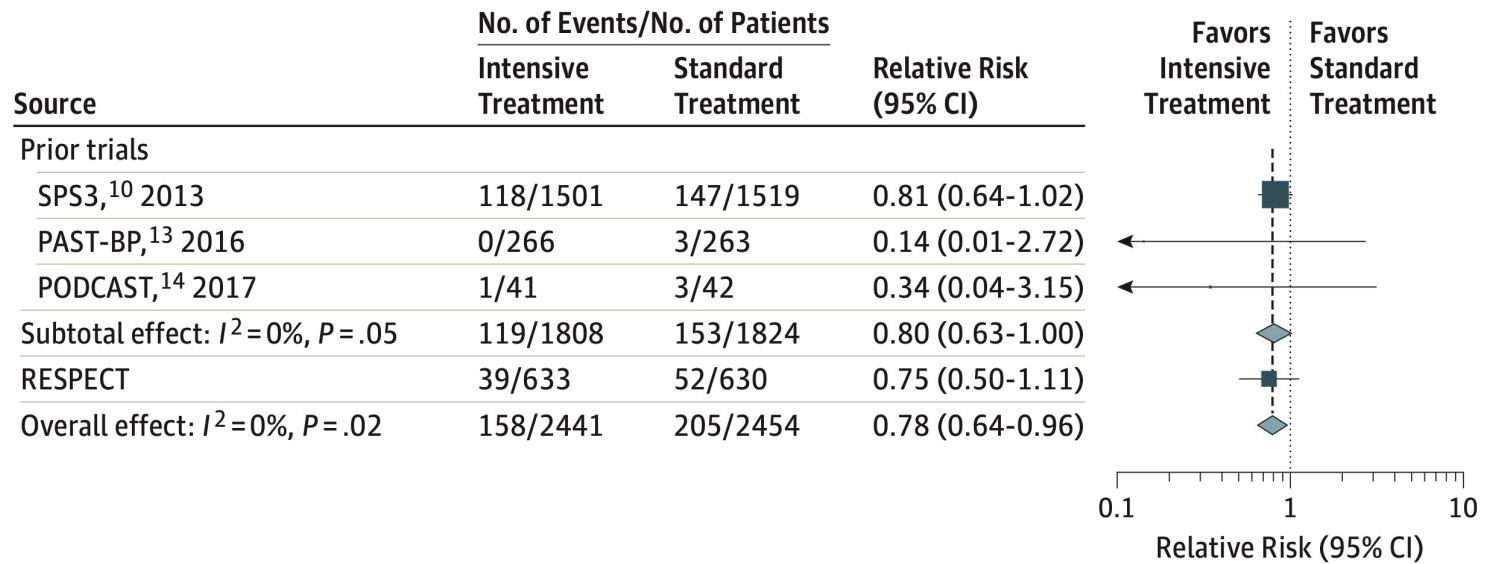 No. of Events/No. of Patients
Favors Favors
Intensive Standard Relative Risk Intensive Standard
Source Treatment Treatment (95% CI) Treatment Treatment
Prior trials
SPS3,10 2013 118/1501 147/1519 0.81 (0.64-1.02)
PAST-BP,13 2016 0/266 3/263 0.14 (0.01-2.72)
PODCAST,14 2017 1/41 3/42 0.34 (0.04-3.15)
Subtotal effect: I2=0%, P=.05 119/1808 153/1824 0.80 (0.63-1.00)
RESPECT 39/633 52/630 0.75 (0.50-1.11)
Overall effect: I2=0%, P=.02 158/2441 205/2454 0.78 (0.64-0.96)
0.1 1 10
Relative Risk (95% CI)